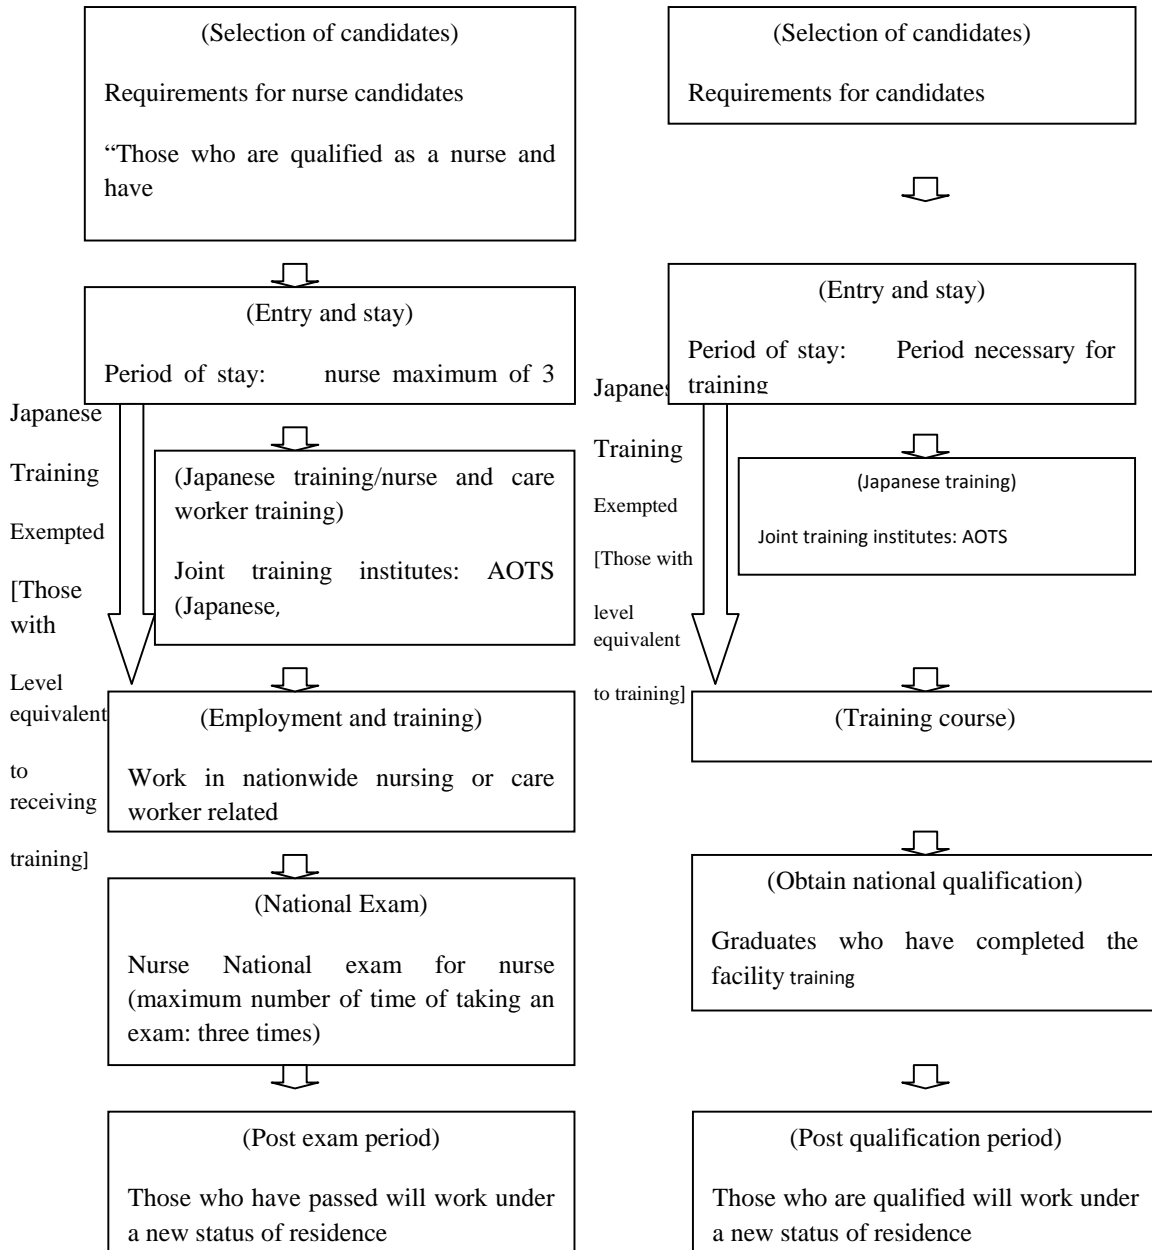 (Selection of candidates)
Requirements for nurse candidates
“Those who are qualified as a nurse and
have
(Entry and stay)
Period of stay: nurse maximum of 3
Japanese
Training
Exempted
[Those
with
Level
equivalent
to
receiving
training]
(Japanese training/nurse and care
worker training)
Joint training institutes: AOTS
(Japanese,
(Employment and training)
Work in nationwide nursing or care
worker related
(National Exam)
Nurse National exam for nurse
(maximum number of time of taking an
exam: three times)
(Post exam period)
Those who have passed will work under
a new status of residence
(Selection of candidates)
Requirements for candidates
(Entry and stay)
Period of stay: Period necessary for
training
Japanes
Training
Exempted
[Those with
level
equivalent
to training]
(Japanese training)
Joint training institutes: AOTS
(Training course)
(Obtain national qualification)
Graduates who have completed the
facility training
(Post qualification period)
Those who are qualified will work under
a new status of residence